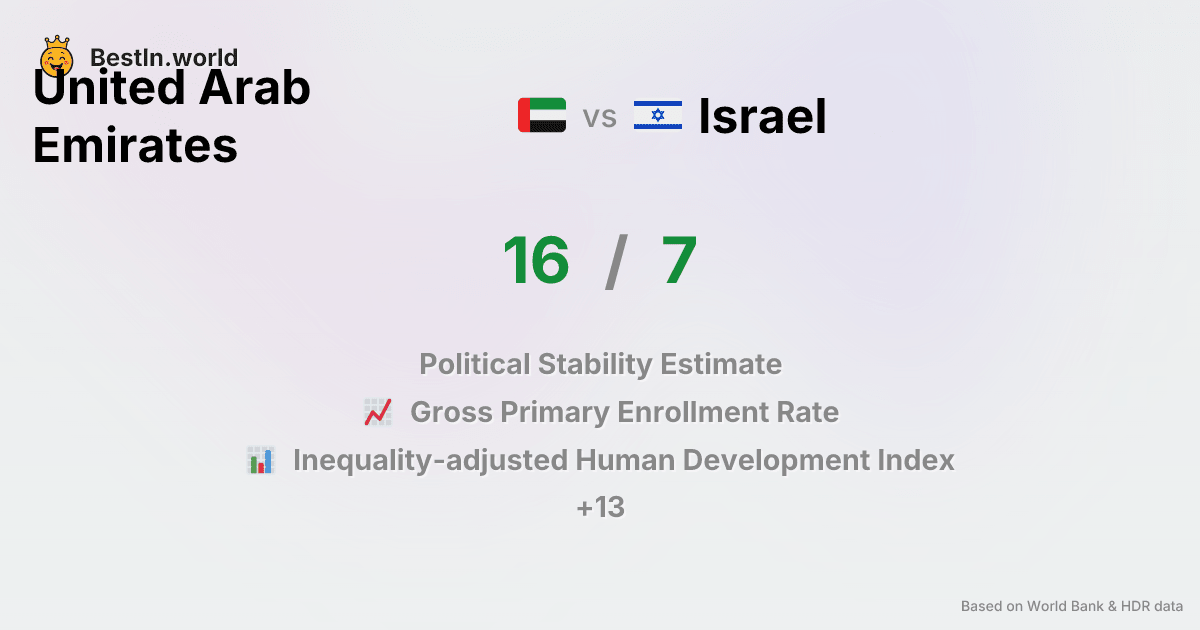 BestIn.world
United Arab
Emirates
vs Israel
16 / 7
Political Stability Estimate
Gross Primary Enrollment Rate
Inequality-adjusted Human Development Index
+13
Based on World Bank & HDR data